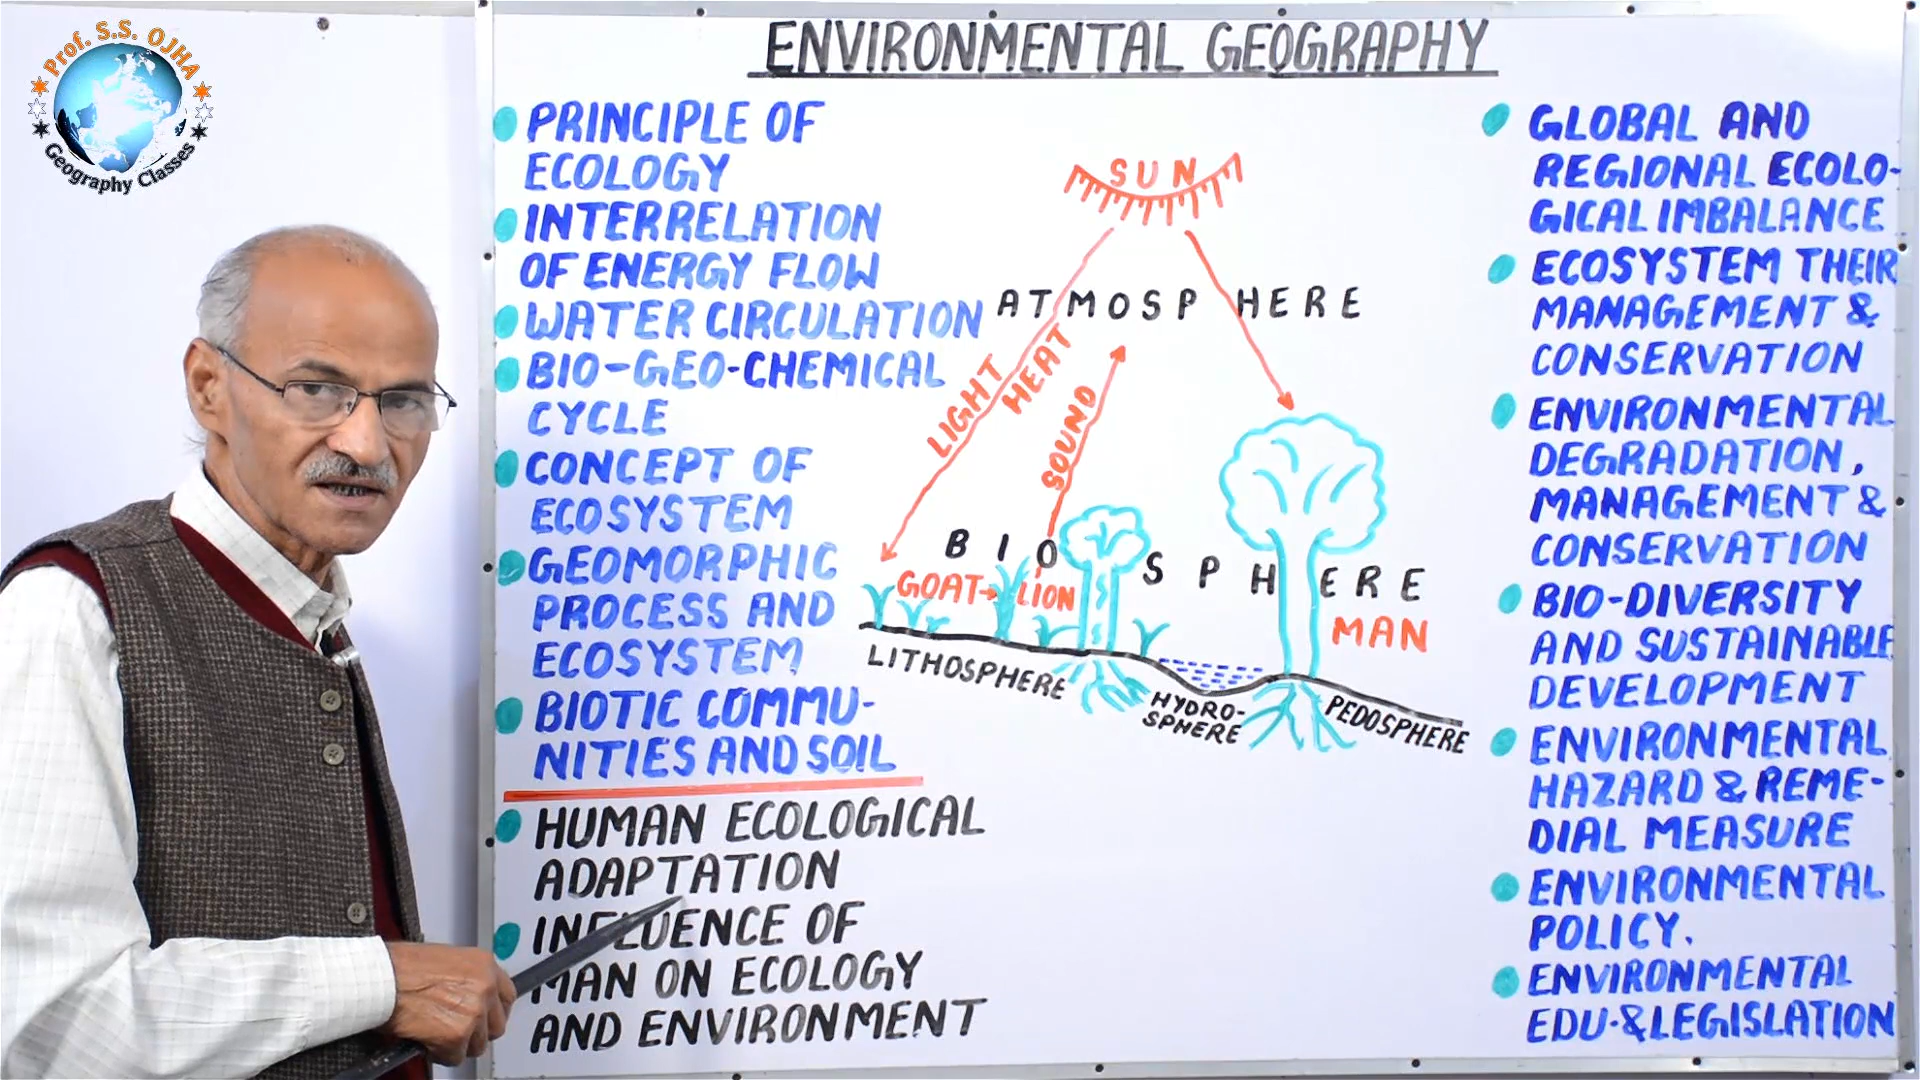 Prof. S.S. OJHA
Geography Classes
ENVIRONMENTAL GEOGRAPHY
PRINCIPLE OF
ECOLOGY
INTERRELATION
OF ENERGY FLOW
WATER CIRCULATION
BIO-GEO-CHEMICAL
CYCLE
CONCEPT OF
ECOSYSTEM
GEOMORPHIC
PROCESS AND
ECOSYSTEM
BIOTIC COMMU-
NITIES AND SOIL
HUMAN ECOLOGICAL
ADAPTATION
INFLUENCE OF
MAN ON ECOLOGY
AND ENVIRONMENT
SUN
ATMOSPHERE
LIGHT
HEAT
SOUND
BIOSPHERE
GOAT→LION
MAN
LITHOSPHERE
HYDRO-
SPHERE
PEDOSPHERE
GLOBAL AND
REGIONAL ECOLO-
GICAL IMBALANCE
ECOSYSTEM THEIR
MANAGEMENT &
CONSERVATION
ENVIRONMENTAL
DEGRADATION,
MANAGEMENT &
CONSERVATION
BIO-DIVERSITY
AND SUSTAINABLE
DEVELOPMENT
ENVIRONMENTAL
HAZARD & REME-
DIAL MEASURE
ENVIRONMENTAL
POLICY.
ENVIRONMENTAL
EDU-&LEGISLATION